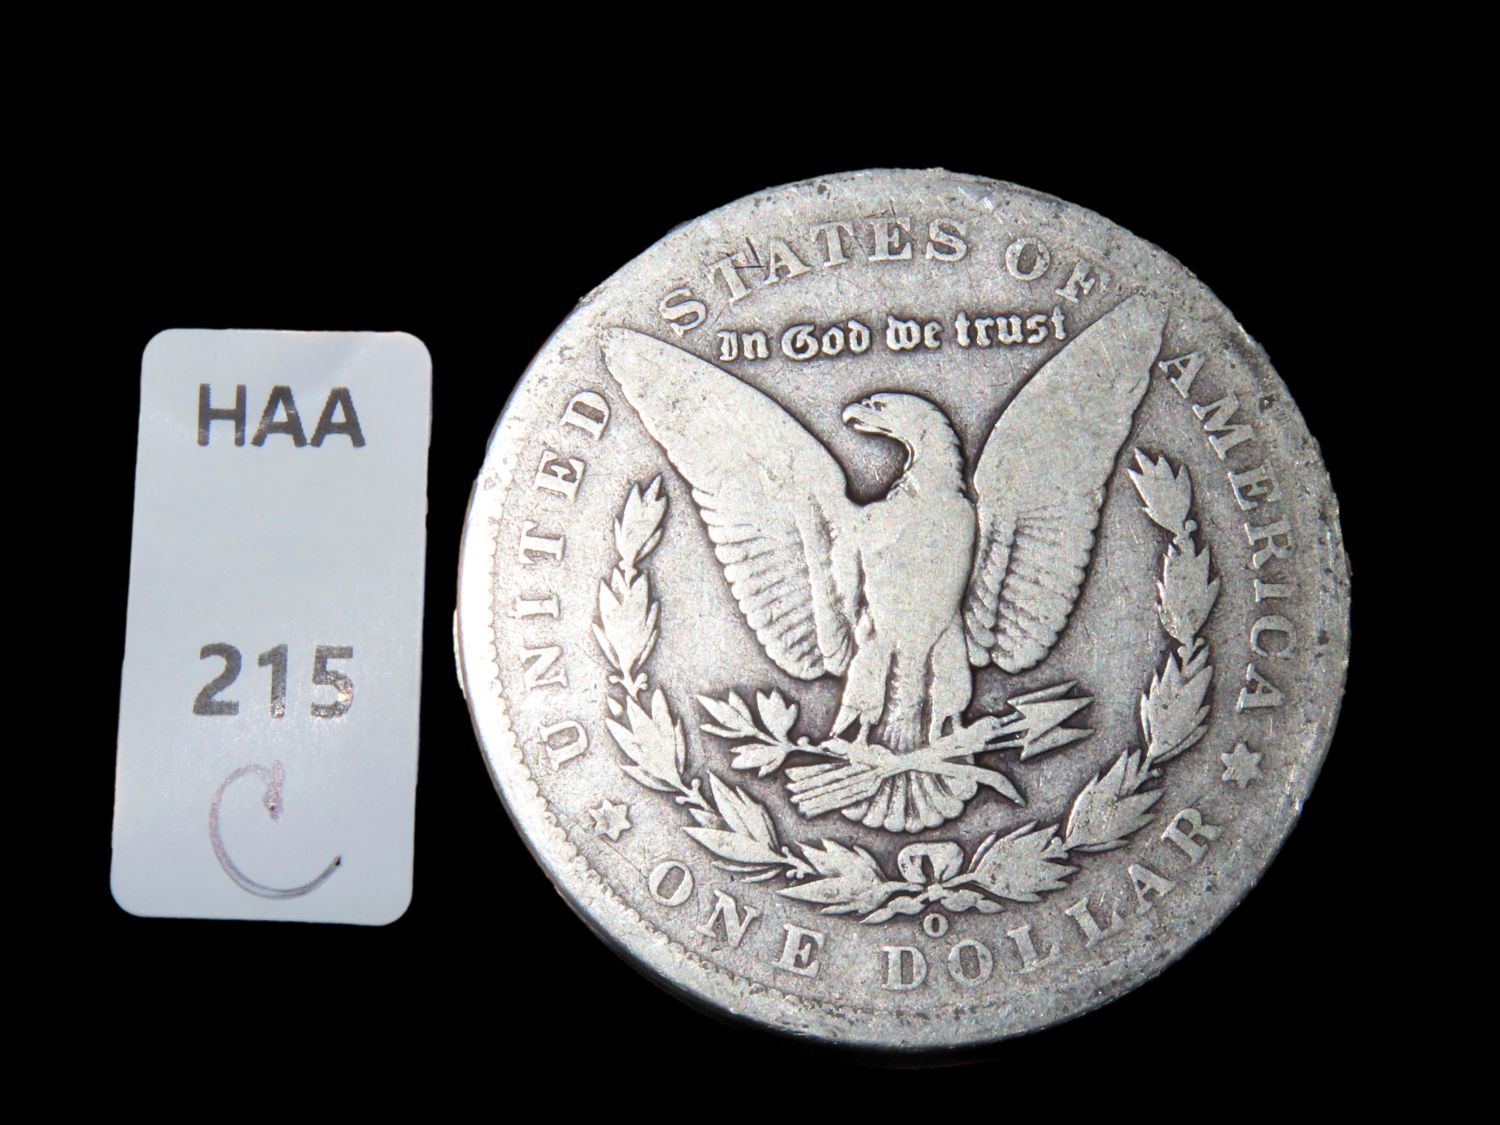 HAA
215
C
UNITED STATES OF AMERICA
In God we trust
O
ONE DOLLAR